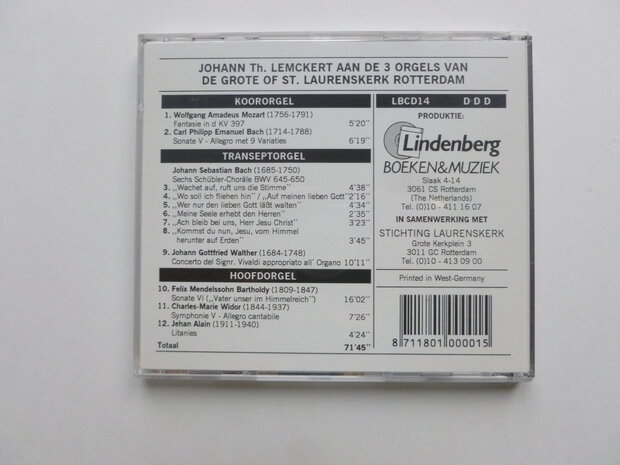 JOHANN Th. LEMCKERT AAN DE 3 ORGELS VAN
DE GROTE OF ST. LAURENSKERK ROTTERDAM
KOORORGEL
1. Wolfgang Amadeus Mozart (1756-1791)
Fantasie in d KV 397 5'20"
2. Carl Philipp Emanuel Bach (1714-1788)
Sonate V - Allegro met 9 Variaties 6'19"
TRANSEPTORGEL
Johann Sebastian Bach (1685-1750)
Sechs Schübler-Choräle BWV 645-650
3. „Wachet auf, ruft uns die Stimme" 4'38"
4. „Wo soll ich fliehen hin" / „Auf meinen lieben Gott" 2'16"
5. „Wer nur den lieben Gott läßt walten" 4'34"
6. „Meine Seele erhebt den Herren" 2'35"
7. „Ach bleib bei uns, Herr Jesu Christ" 3'23"
8. „Kommst du nun, Jesu, vom Himmel
herunter auf Erden" 3'45"
9. Johann Gottfried Walther (1684-1748)
Concerto del Signr. Vivaldi appropriato all' Organo 10'11"
HOOFDORGEL
10. Felix Mendelssohn Bartholdy (1809-1847)
Sonate VI („Vater unser im Himmelreich") 16'02"
11. Charles-Marie Widor (1844-1937)
Symphonie V - Allegro cantabile 7'26"
12. Jehan Alain (1911-1940)
Litanies 4'24"
Totaal 71'45"
LBCD14 D D D
PRODUKTIE:
Lindenberg
BOEKEN&MUZIEK
Slaak 4-14
3061 CS Rotterdam
(The Netherlands)
Tel. (0)10 - 411 16 07
IN SAMENWERKING MET
STICHTING LAURENSKERK
Grote Kerkplein 3
3011 GC Rotterdam
Tel. (0)10 - 413 09 00
Printed in West-Germany
8 711801 000015